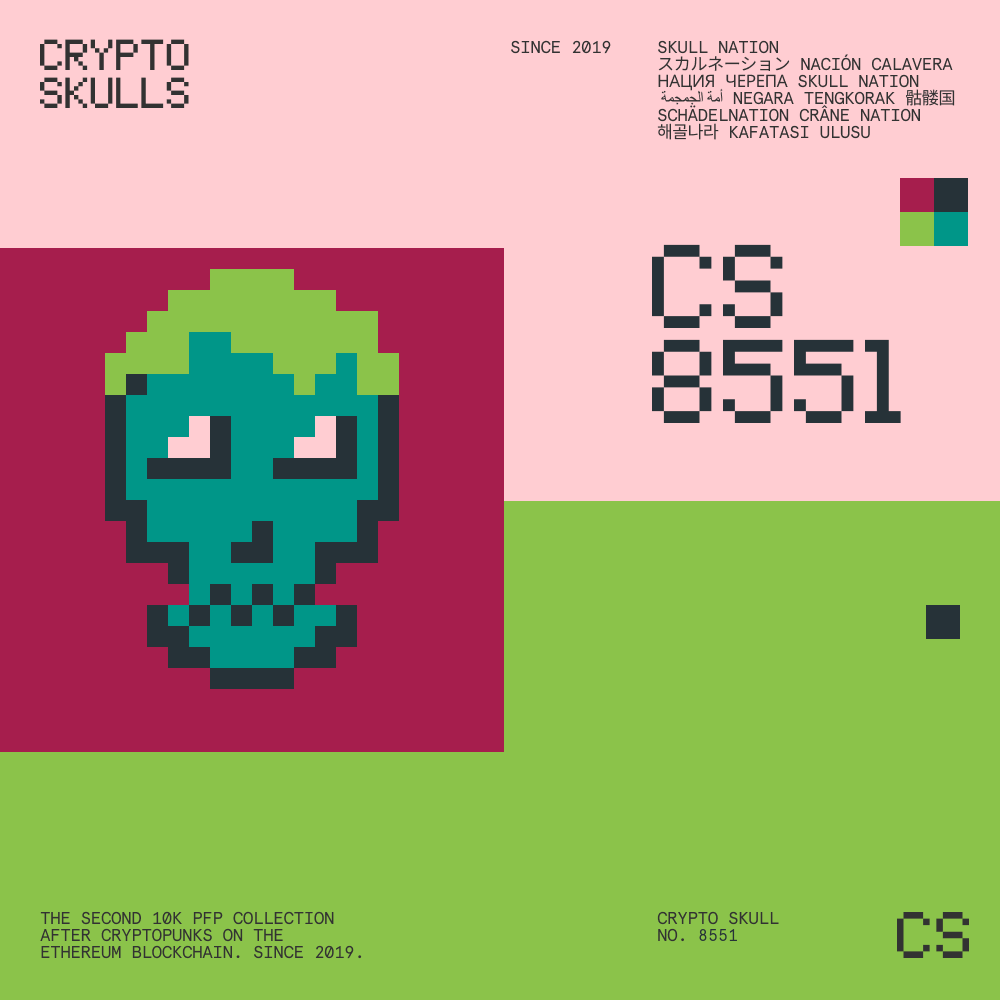 CRYPTO
SKULLS
SINCE 2019
SKULL NATION
スカルネーション NACIÓN CALAVERA
НАЦИЯ ЧЕРЕПА SKULL NATION
أمة الجمجمة NEGARA TENGKORAK 骷髅国
SCHÄDELNATION CRÂNE NATION
해골나라 KAFATASI ULUSU
CS
8551
THE SECOND 10K PFP COLLECTION
AFTER CRYPTOPUNKS ON THE
ETHEREUM BLOCKCHAIN. SINCE 2019.
CRYPTO SKULL
NO. 8551
CS